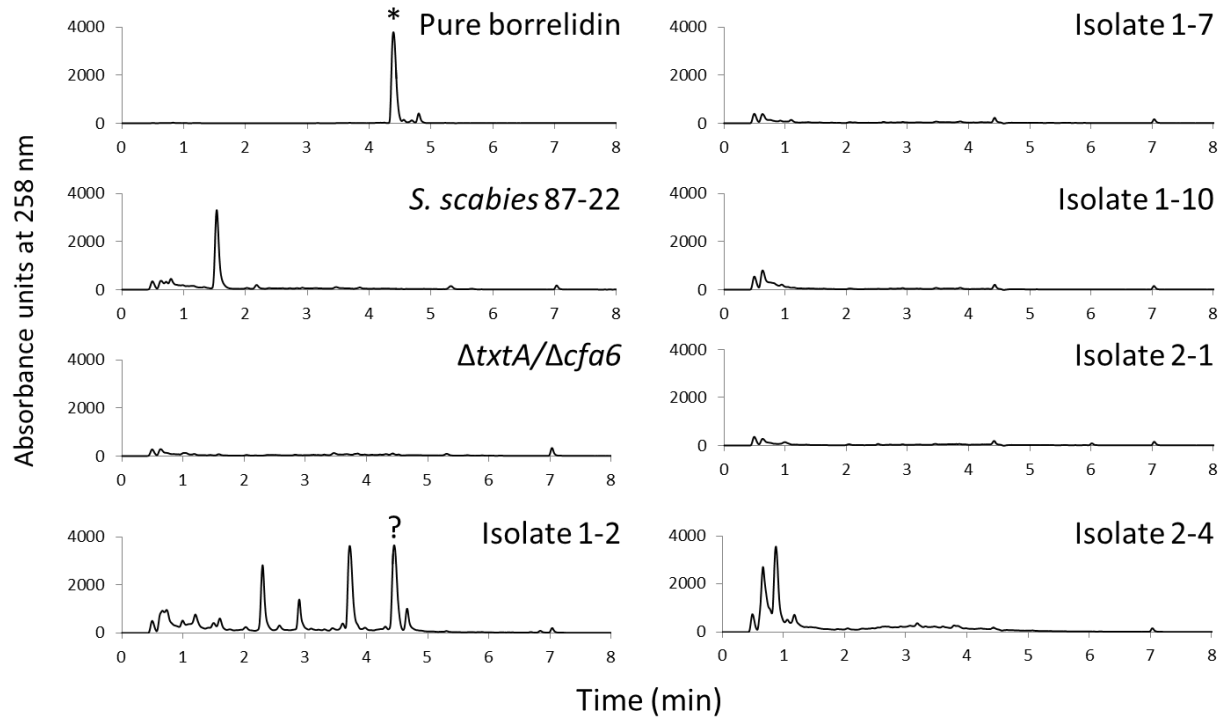 Absorbance units at 258 nm
*
Pure borrelidin
4000
2000
0
0 1 2 3 4 5 6 7 8
S. scabies 87-22
4000
2000
0
0 1 2 3 4 5 6 7 8
ΔtxtA/Δcfa6
4000
2000
0
0 1 2 3 4 5 6 7 8
?
Isolate 1-2
4000
2000
0
0 1 2 3 4 5 6 7 8
Isolate 1-7
4000
2000
0
0 1 2 3 4 5 6 7 8
Isolate 1-10
4000
2000
0
0 1 2 3 4 5 6 7 8
Isolate 2-1
4000
2000
0
0 1 2 3 4 5 6 7 8
Isolate 2-4
4000
2000
0
0 1 2 3 4 5 6 7 8
Time (min)